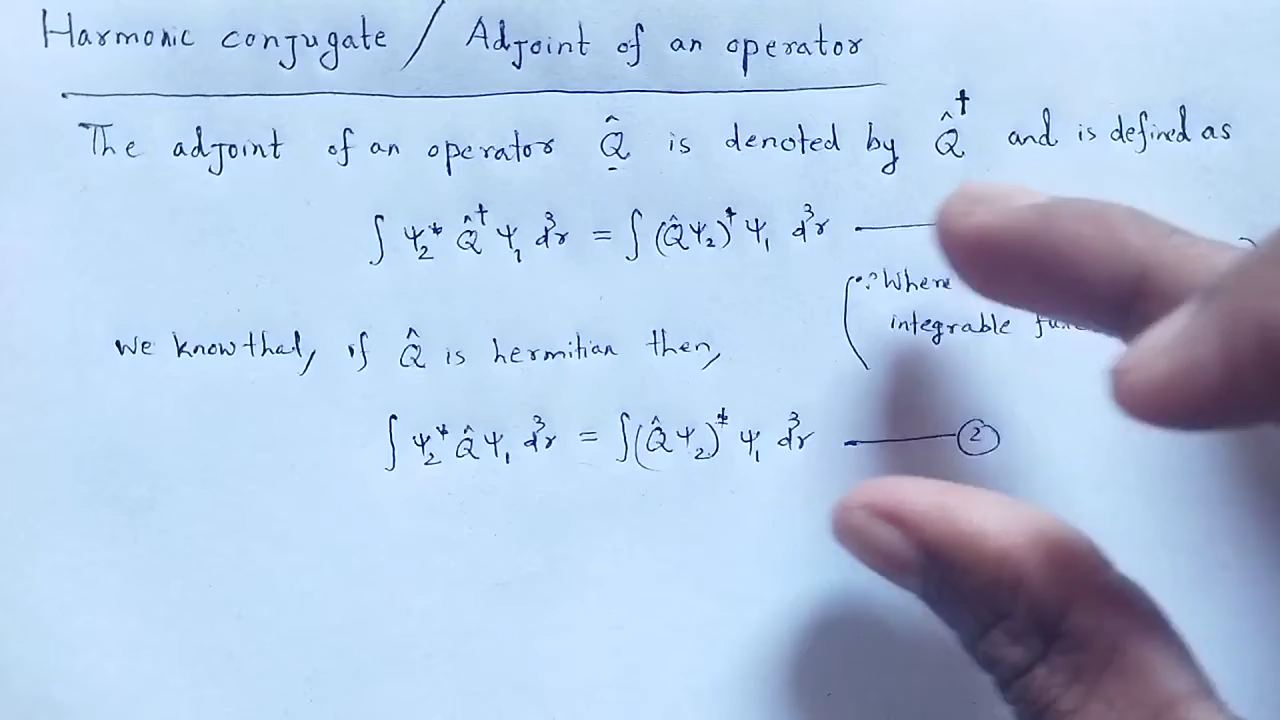 Harmonic conjugate / Adjoint of an operator
The adjoint of an operator Q̂ is denoted by Q̂† and is defined as
∫ Ψ₂* Q̂† Ψ₁ d³r = ∫ (Q̂Ψ₂)* Ψ₁ d³r
(∵ Where
integrable
We know that, if Q̂ is hermitian then,
∫ Ψ₂* Q̂ Ψ₁ d³r = ∫ (Q̂Ψ₂)* Ψ₁ d³r — ②